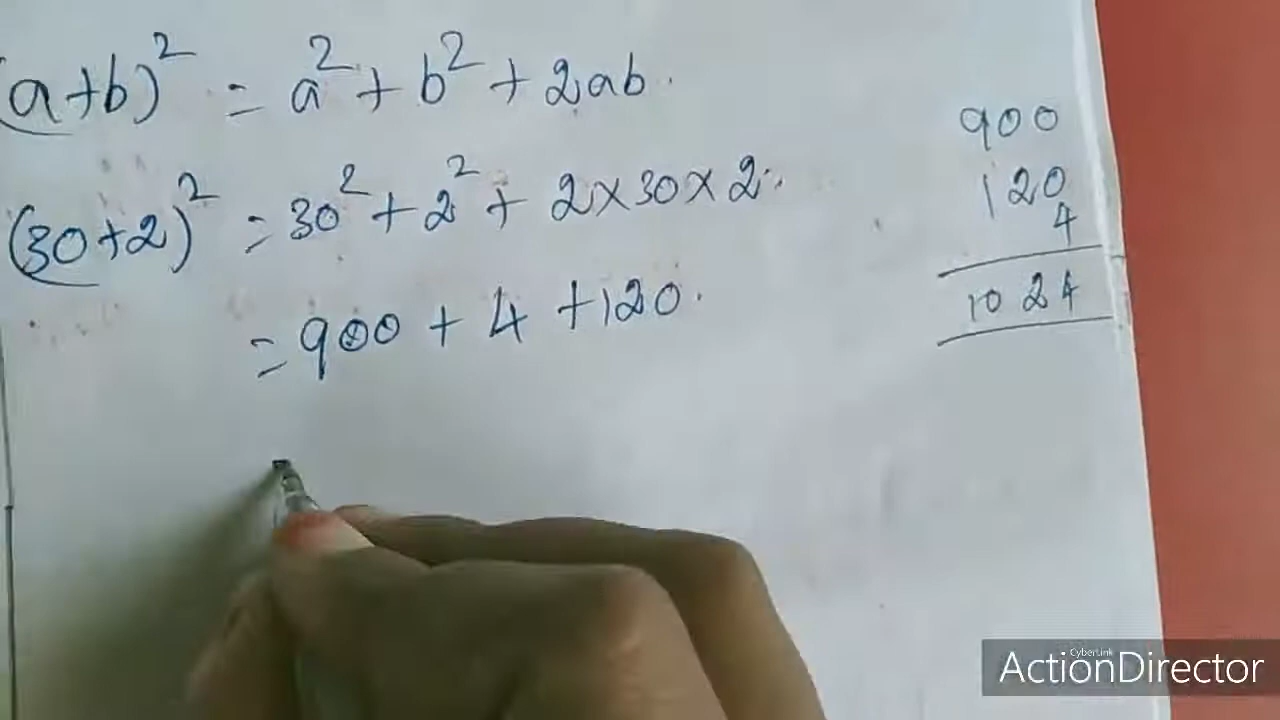 (a+b)² = a² + b² + 2ab.
(30+2)² = 30² + 2² + 2×30×2.
= 900 + 4 + 120.
900
120
4
1024
CyberLink
ActionDirector